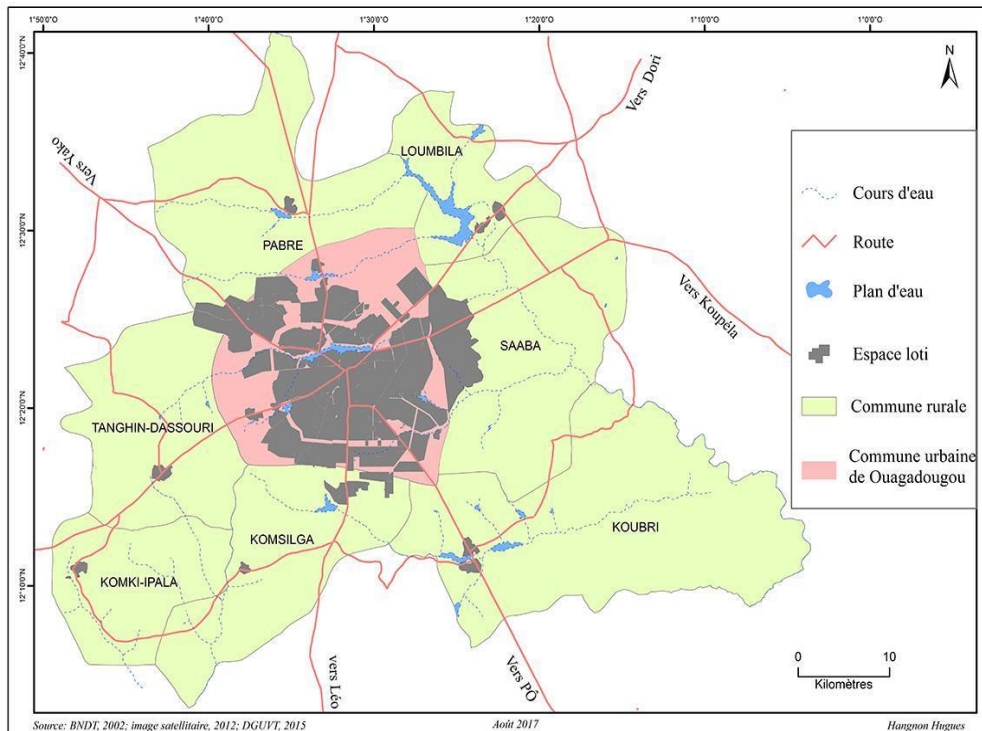 1°50'0"O 1°40'0"O 1°30'0"O 1°20'0"O 1°10'0"O 1°0'0"O
12°40'0"N
12°30'0"N
12°20'0"N
12°10'0"N
N
Vers Dori
Vers Yako
LOUMBILA
PABRE
Vers Koupéla
SAABA
TANGHIN-DASSOURI
KOUBRI
KOMSILGA
KOMKI-IPALA
vers Léo
Vers PÔ
Cours d'eau
Route
Plan d'eau
Espace loti
Commune rurale
Commune urbaine
de Ouagadougou
0 10
Kilomètres
Source: BNDT, 2002; image satellitaire, 2012; DGUVT, 2015 Août 2017 Hangnon Hugues